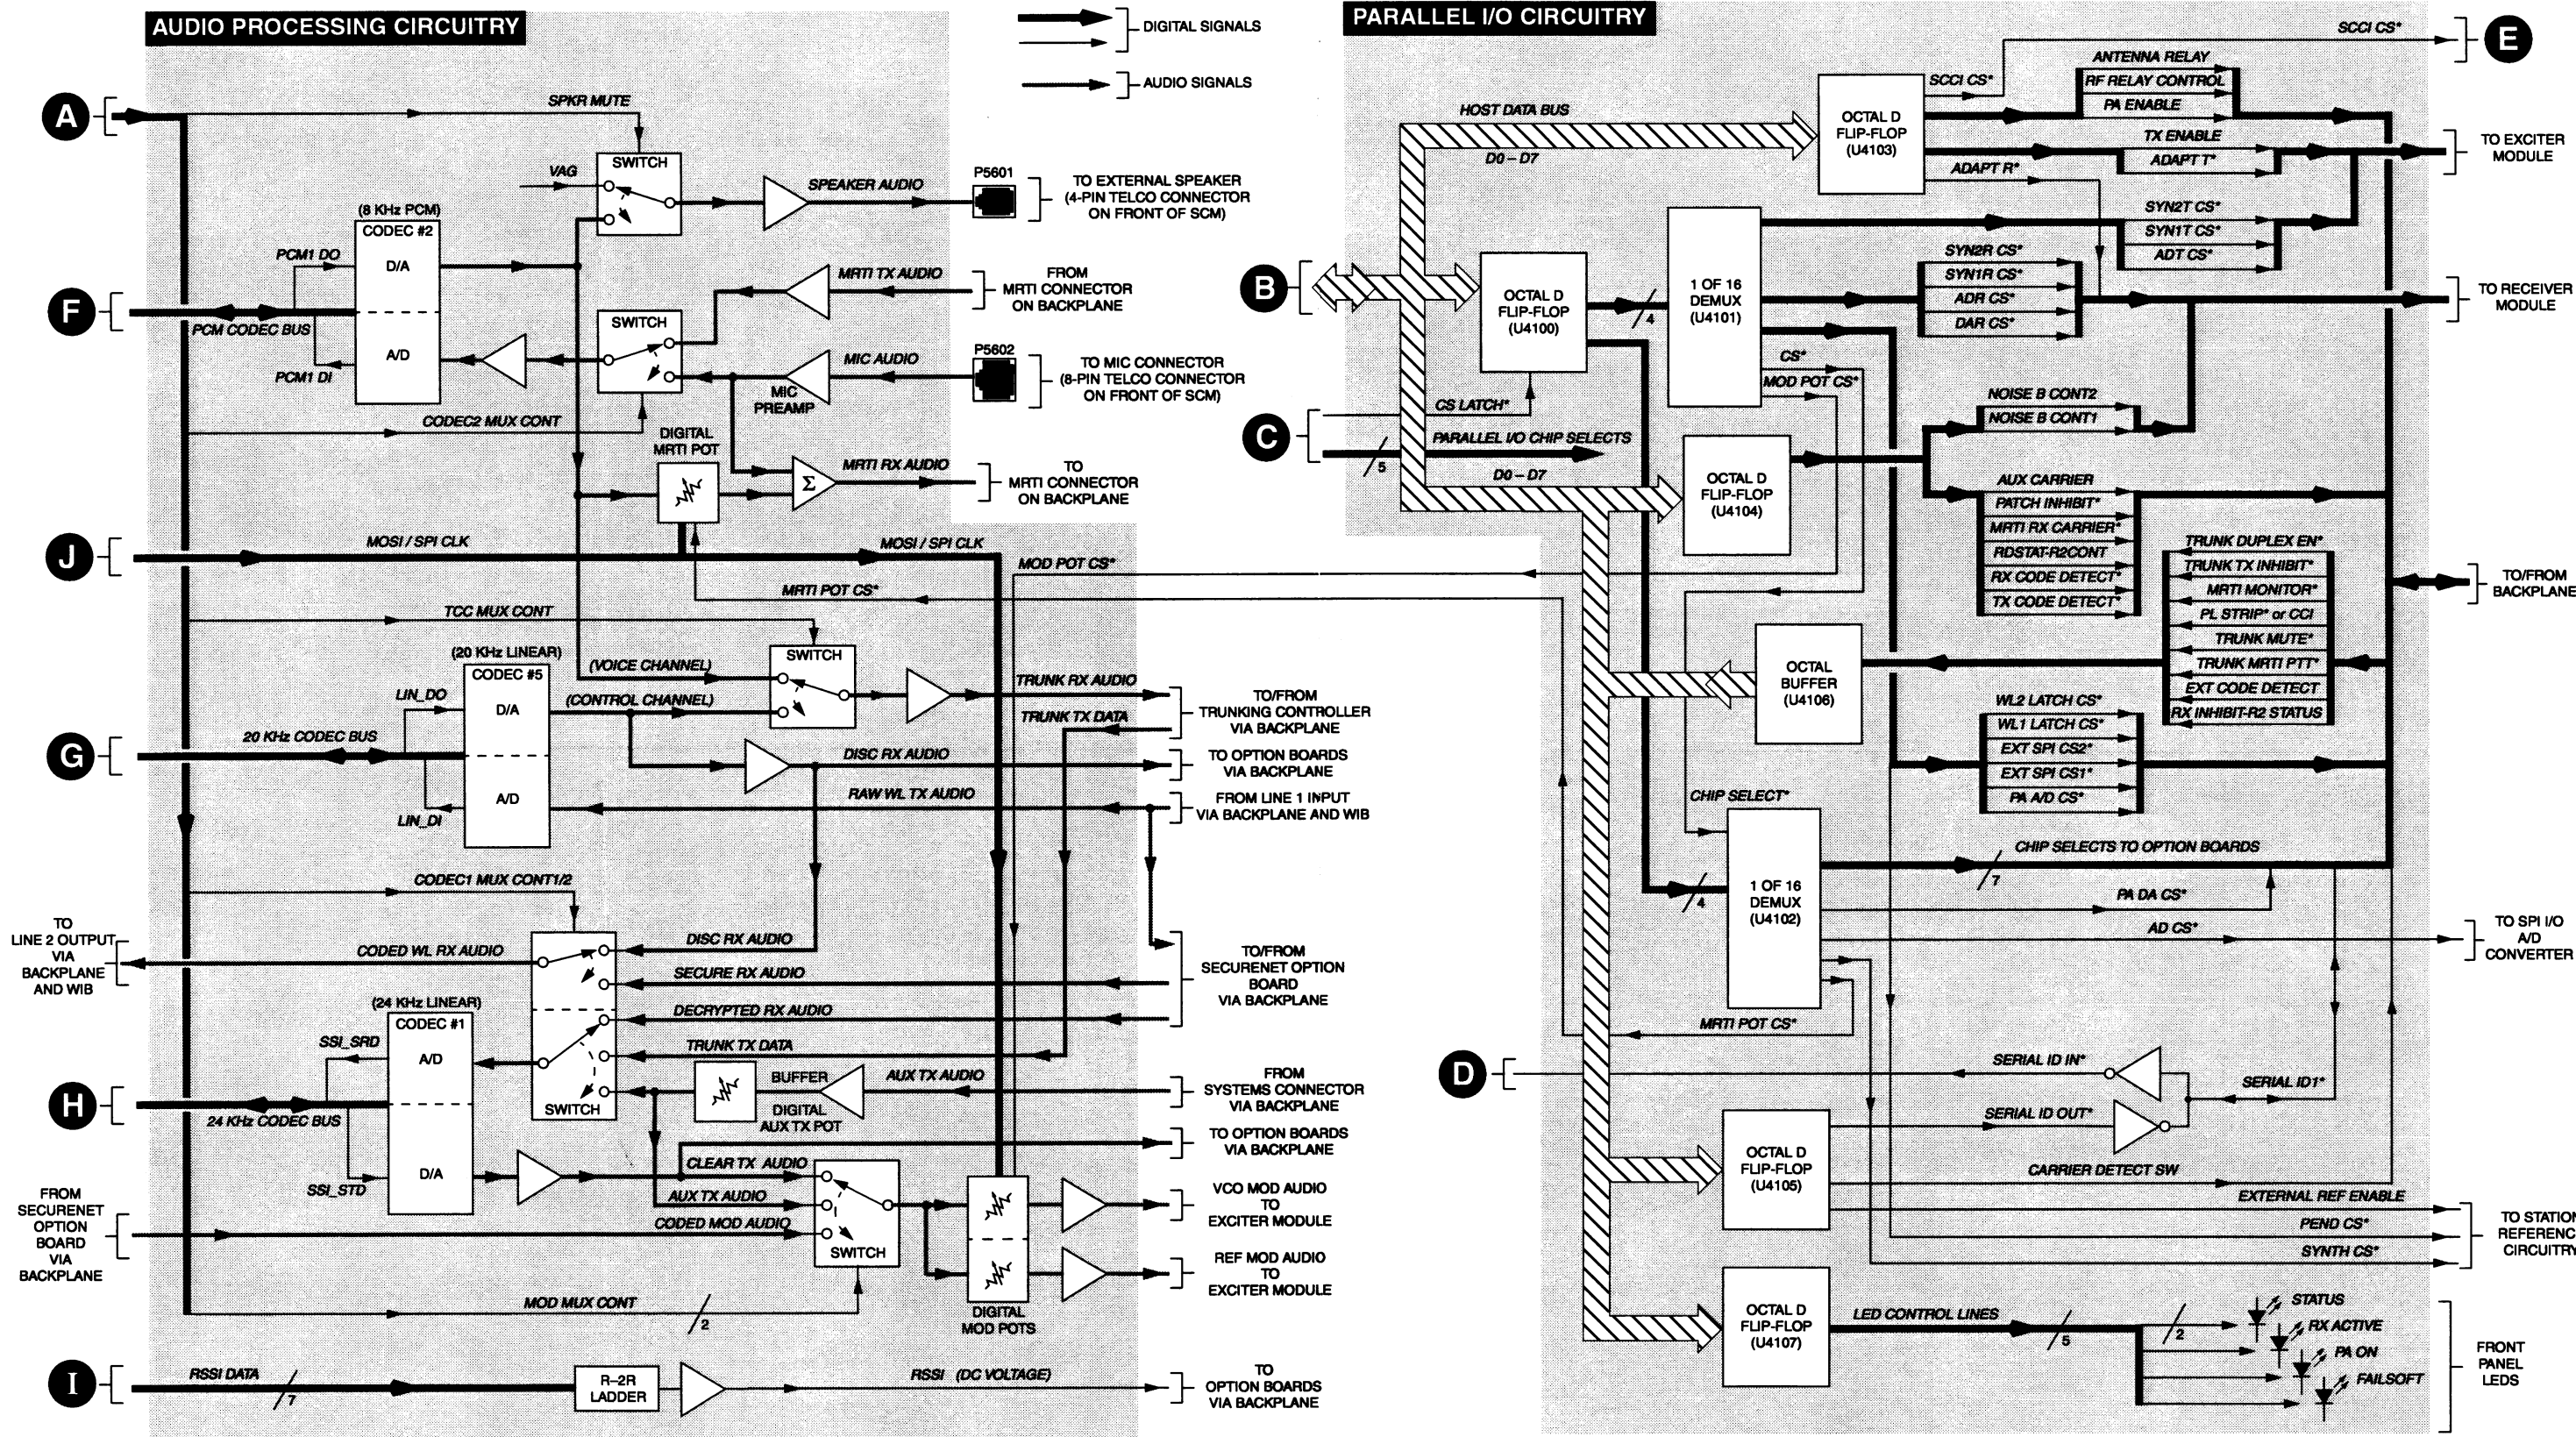 AUDIO PROCESSING CIRCUITRY
DIGITAL SIGNALS
AUDIO SIGNALS
A
SPKR MUTE
SWITCH
VAG
SPEAKER AUDIO
P5601
TO EXTERNAL SPEAKER
(4-PIN TELCO CONNECTOR
ON FRONT OF SCM)
(8 KHz PCM)
CODEC #2
D/A
A/D
PCM1 DO
F
PCM CODEC BUS
PCM1 DI
MRTI TX AUDIO
FROM
MRTI CONNECTOR
ON BACKPLANE
SWITCH
MIC AUDIO
P5602
TO MIC CONNECTOR
(8-PIN TELCO CONNECTOR
ON FRONT OF SCM)
MIC
PREAMP
CODEC2 MUX CONT
DIGITAL
MRTI POT
Σ
MRTI RX AUDIO
TO
MRTI CONNECTOR
ON BACKPLANE
J
MOSI / SPI CLK
MOSI / SPI CLK
MOD POT CS*
MRTI POT CS*
TCC MUX CONT
SWITCH
(20 KHz LINEAR)
CODEC #5
D/A
A/D
(VOICE CHANNEL)
(CONTROL CHANNEL)
LIN_DO
G
20 KHz CODEC BUS
LIN_DI
TRUNK RX AUDIO
TRUNK TX DATA
TO/FROM
TRUNKING CONTROLLER
VIA BACKPLANE
DISC RX AUDIO
TO OPTION BOARDS
VIA BACKPLANE
RAW WL TX AUDIO
FROM LINE 1 INPUT
VIA BACKPLANE AND WIB
CODEC1 MUX CONT1/2
TO
LINE 2 OUTPUT
VIA
BACKPLANE
AND WIB
CODED WL RX AUDIO
DISC RX AUDIO
SECURE RX AUDIO
DECRYPTED RX AUDIO
TRUNK TX DATA
TO/FROM
SECURENET OPTION
BOARD
VIA BACKPLANE
SWITCH
(24 KHz LINEAR)
CODEC #1
A/D
D/A
SSI_SRD
H
24 KHz CODEC BUS
SSI_STD
BUFFER
DIGITAL
AUX TX POT
AUX TX AUDIO
FROM
SYSTEMS CONNECTOR
VIA BACKPLANE
TO OPTION BOARDS
VIA BACKPLANE
CLEAR TX AUDIO
AUX TX AUDIO
CODED MOD AUDIO
SWITCH
FROM
SECURENET
OPTION
BOARD
VIA
BACKPLANE
VCO MOD AUDIO
TO
EXCITER MODULE
REF MOD AUDIO
TO
EXCITER MODULE
DIGITAL
MOD POTS
MOD MUX CONT
2
I
RSSI DATA
7
R–2R
LADDER
RSSI (DC VOLTAGE)
TO
OPTION BOARDS
VIA BACKPLANE
PARALLEL I/O CIRCUITRY
SCCI CS*
E
HOST DATA BUS
D0 – D7
OCTAL D
FLIP-FLOP
(U4103)
SCCI CS*
ANTENNA RELAY
RF RELAY CONTROL
PA ENABLE
TX ENABLE
ADAPT T*
ADAPT R*
TO EXCITER
MODULE
B
OCTAL D
FLIP-FLOP
(U4100)
4
1 OF 16
DEMUX
(U4101)
SYN2T CS*
SYN1T CS*
ADT CS*
SYN2R CS*
SYN1R CS*
ADR CS*
DAR CS*
TO RECEIVER
MODULE
CS*
MOD POT CS*
C
CS LATCH*
PARALLEL I/O CHIP SELECTS
5
D0 – D7
OCTAL D
FLIP-FLOP
(U4104)
NOISE B CONT2
NOISE B CONT1
AUX CARRIER
PATCH INHIBIT*
MRTI RX CARRIER*
RDSTAT-R2CONT
RX CODE DETECT*
TX CODE DETECT*
TRUNK DUPLEX EN*
TRUNK TX INHIBIT*
MRTI MONITOR*
PL STRIP* or CCI
TRUNK MUTE*
TRUNK MRTI PTT*
EXT CODE DETECT
RX INHIBIT-R2 STATUS
TO/FROM
BACKPLANE
OCTAL
BUFFER
(U4106)
WL2 LATCH CS*
WL1 LATCH CS*
EXT SPI CS2*
EXT SPI CS1*
PA A/D CS*
CHIP SELECT*
4
1 OF 16
DEMUX
(U4102)
CHIP SELECTS TO OPTION BOARDS
7
PA DA CS*
AD CS*
TO SPI I/O
A/D
CONVERTER
MRTI POT CS*
D
SERIAL ID IN*
SERIAL ID1*
SERIAL ID OUT*
OCTAL D
FLIP-FLOP
(U4105)
CARRIER DETECT SW
EXTERNAL REF ENABLE
PEND CS*
SYNTH CS*
TO STATION
REFERENC
CIRCUITRY
OCTAL D
FLIP-FLOP
(U4107)
LED CONTROL LINES
5
2
STATUS
RX ACTIVE
PA ON
FAILSOFT
FRONT
PANEL
LEDS